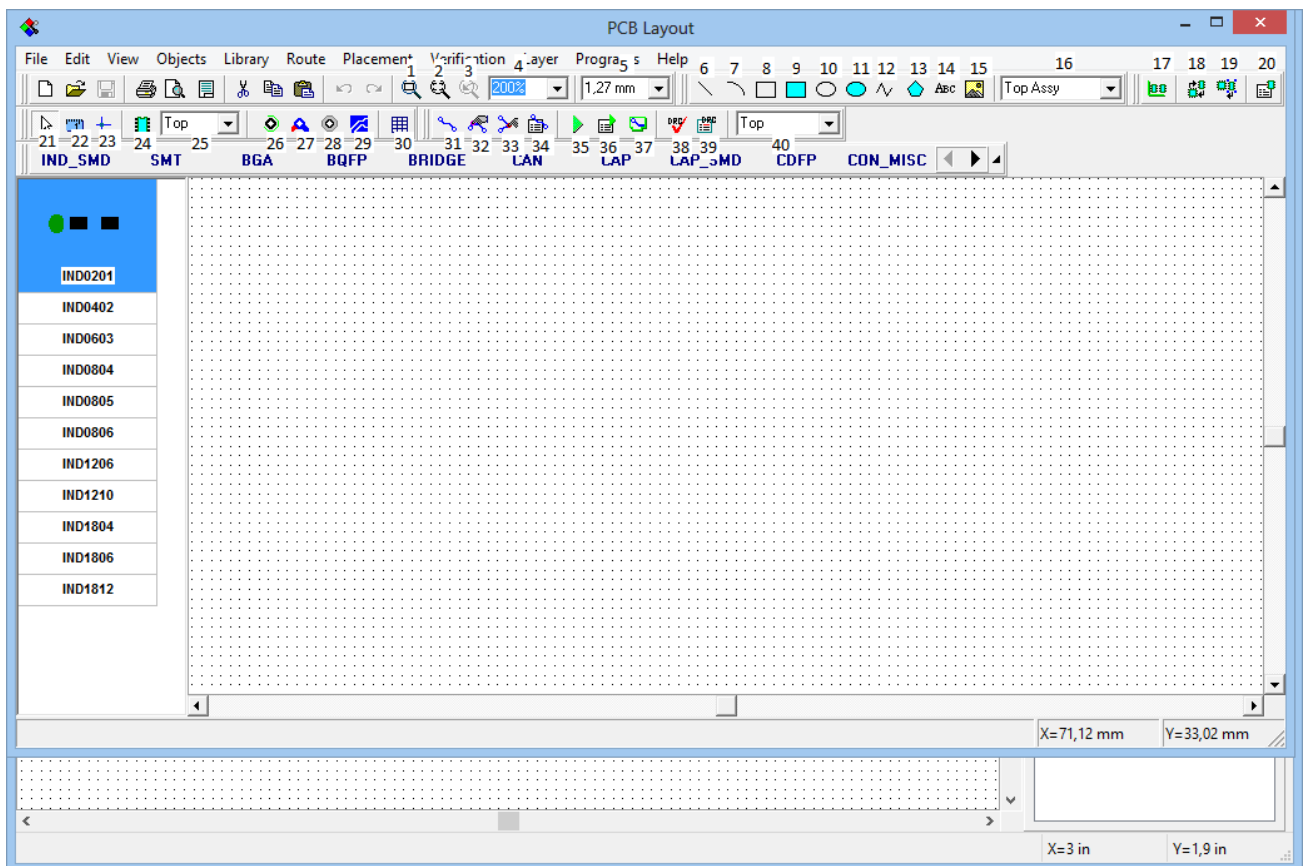 PCB Layout
File Edit View Objects Library Route Placement Verification Layer Programs Help
1 2 3 4 5 6 7 8 9 10 11 12 13 14 15 16 17 18 19 20
200% 1,27 mm ABC Top Assy
Top DRC DRC Top
21 22 23 24 25 26 27 28 29 30 31 32 33 34 35 36 37 38 39 40
IND_SMD SMT BGA BQFP BRIDGE CAN CAP CAP_SMD CDFP CON_MISC
IND0201
IND0402
IND0603
IND0804
IND0805
IND0806
IND1206
IND1210
IND1804
IND1806
IND1812
X=71,12 mm Y=33,02 mm
X=3 in Y=1,9 in